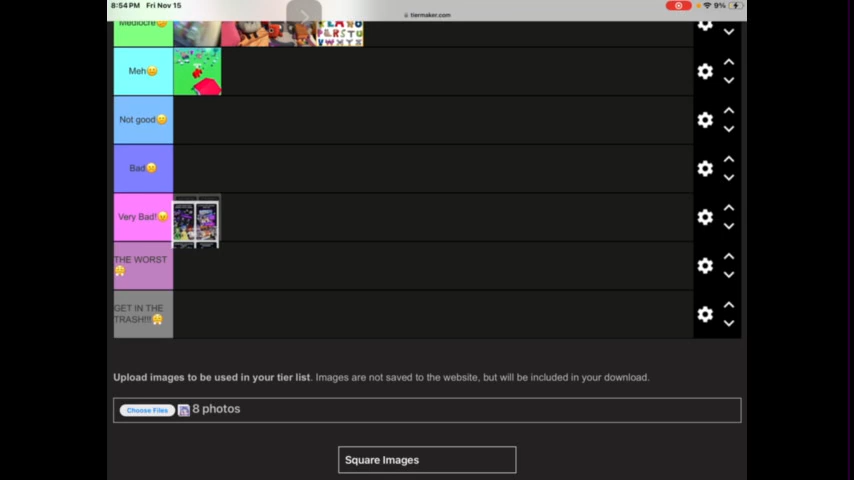 8:54 PM Fri Nov 15
9%
tiermaker.com
Mediocre😕
Meh😐
Not good🙁
Bad😕
Very Bad!😠
THE WORST
😤
GET IN THE
TRASH!!!😤
Upload images to be used in your tier list. Images are not saved to the website, but will be included in your download.
Choose Files 8 photos
Square Images